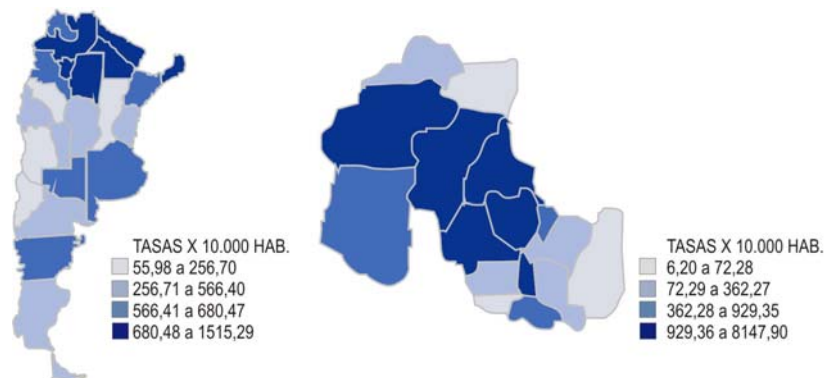 TASAS X 10.000 HAB.
55,98 a 256,70
256,71 a 566,40
566,41 a 680,47
680,48 a 1515,29
TASAS X 10.000 HAB.
6,20 a 72,28
72,29 a 362,27
362,28 a 929,35
929,36 a 8147,90